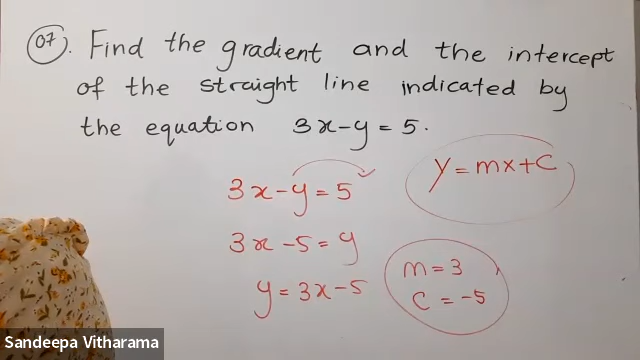 07. Find the gradient and the intercept
of the straight line indicated by
the equation 3x-y = 5.
y = mx+c
3x-y = 5
3x -5 = y
y = 3x-5
m = 3
c = -5
Sandeepa Vitharama